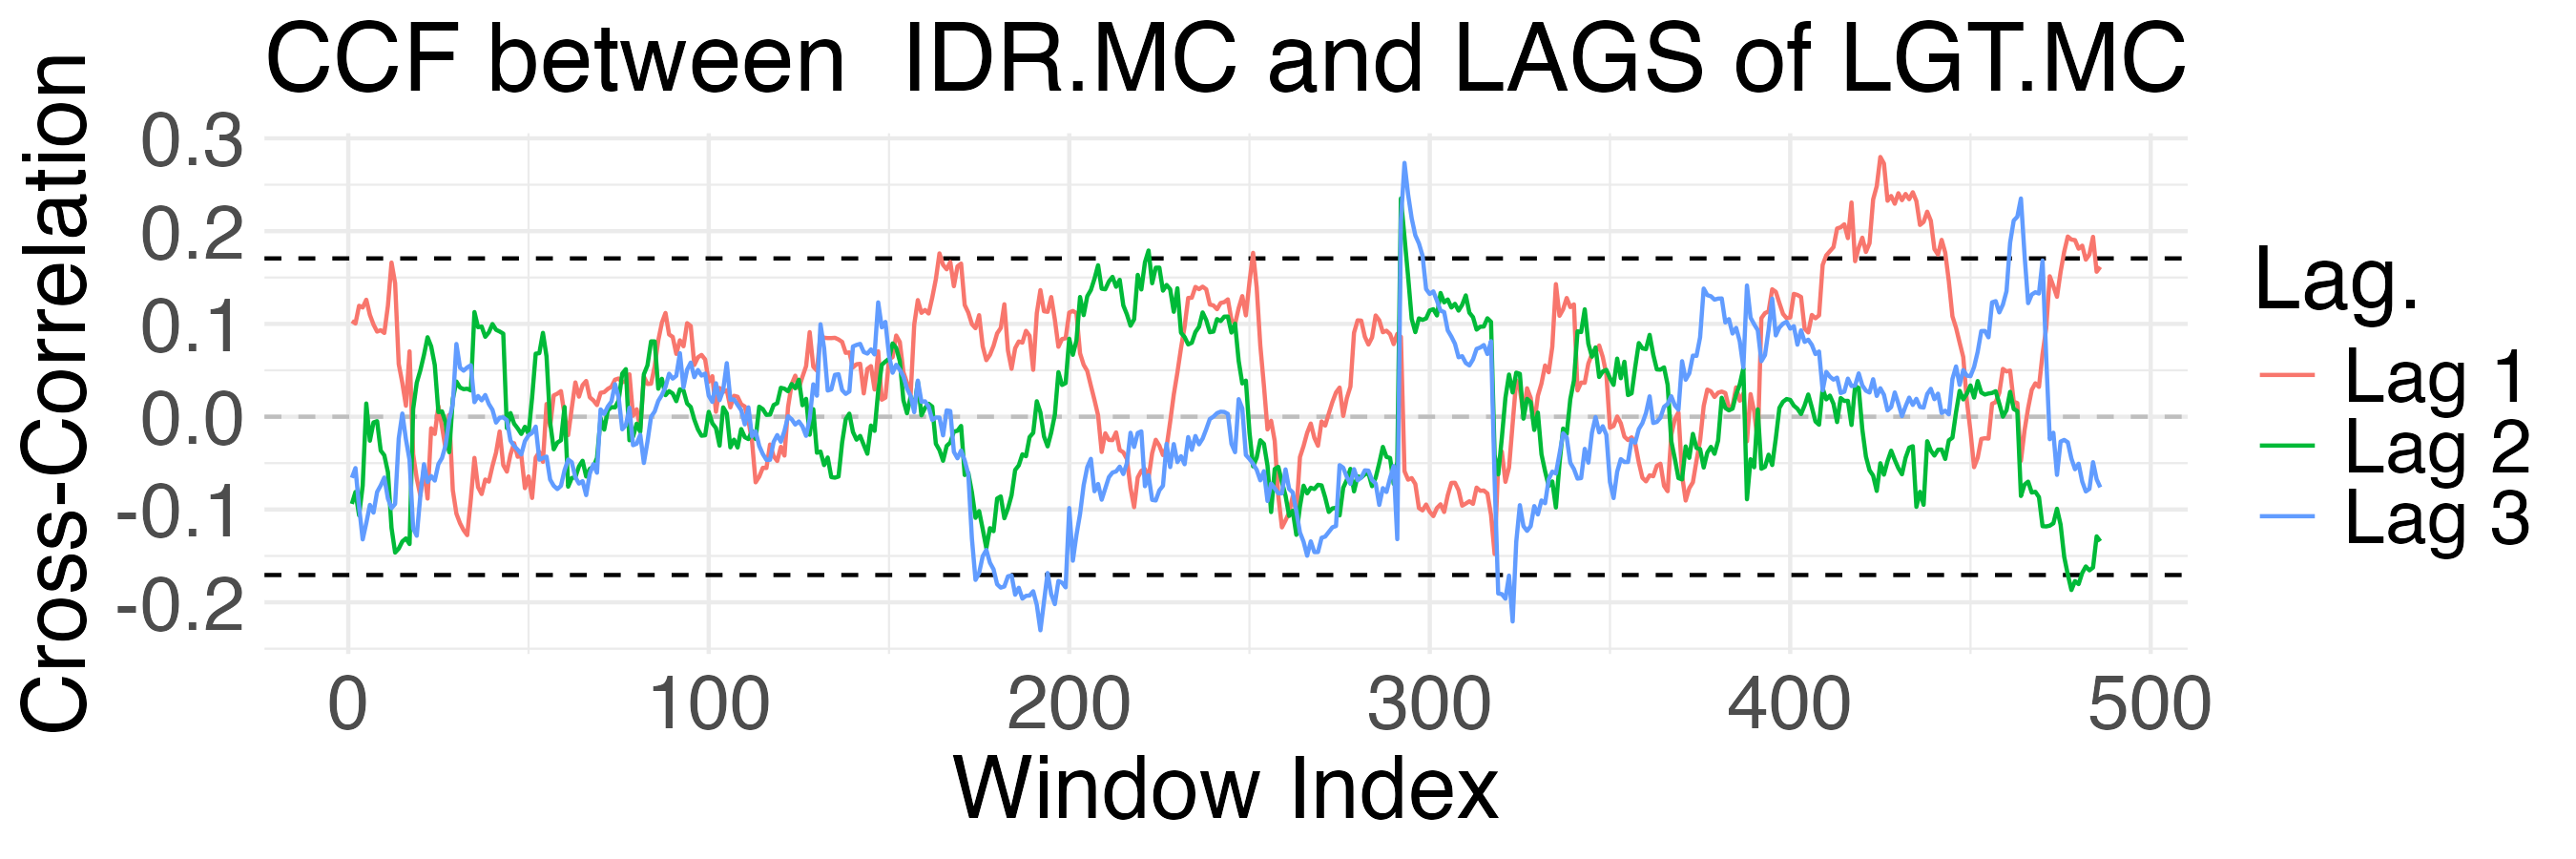 CCF between  IDR.MC and LAGS of LGT.MC
Cross-Correlation
0.3
0.2
0.1
0.0
-0.1
-0.2
0 100 200 300 400 500
Window Index
Lag.
Lag 1
Lag 2
Lag 3